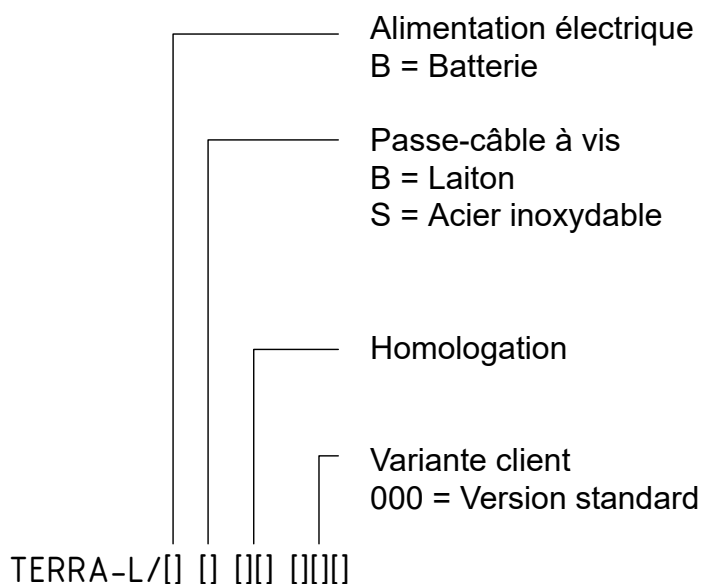 Alimentation électrique
B = Batterie
Passe-câble à vis
B = Laiton
S = Acier inoxydable
Homologation
Variante client
000 = Version standard
TERRA-L/[] [] [][] [][][]